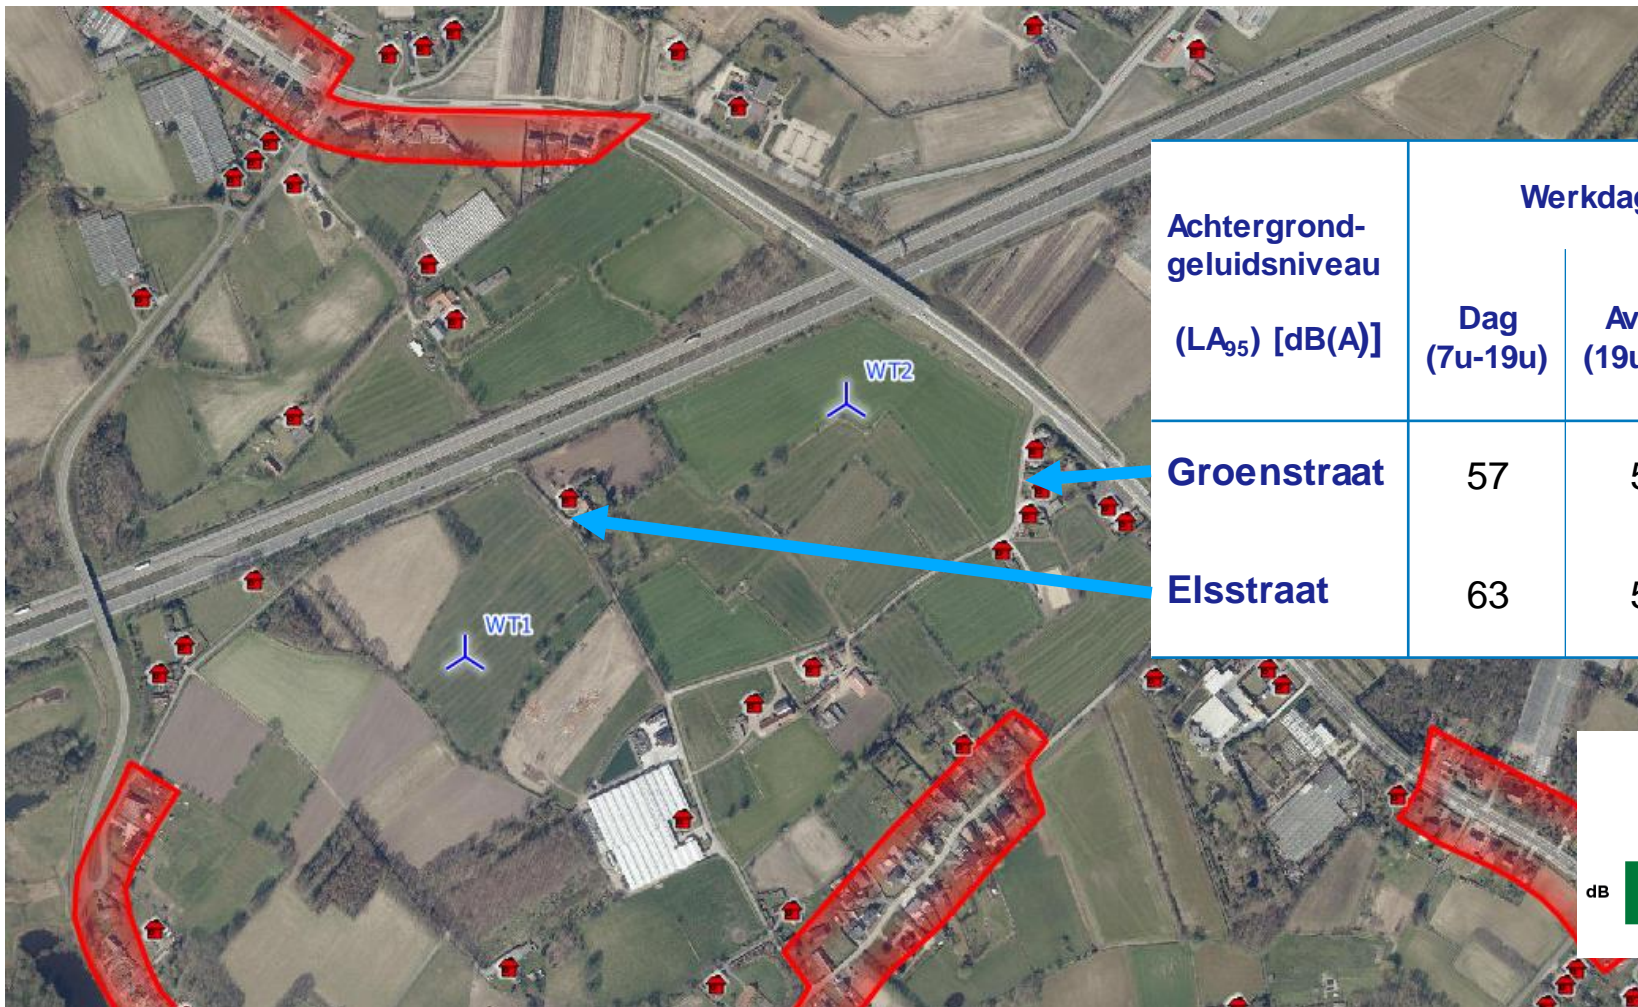 WT2
WT1
Achtergrond-
geluidsniveau
(LA95) [dB(A)]
Dag
(7u-19u)
Groenstraat
57
Elsstraat
63
dB